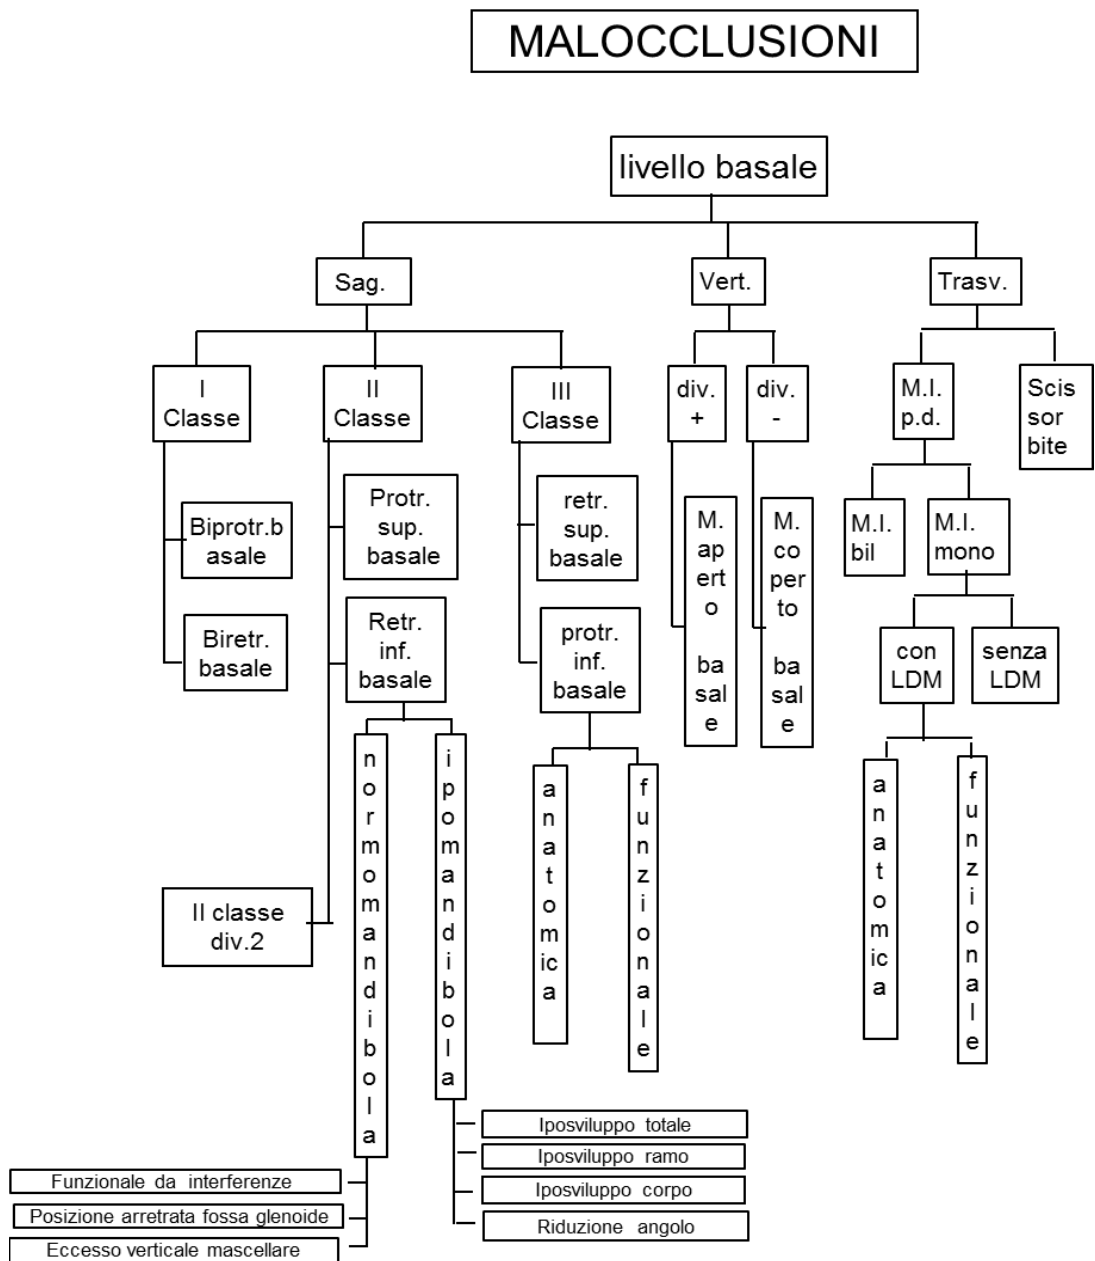 MALOCCLUSIONI
livello basale
Sag.
Vert.
Trasv.
I
Classe
II
Classe
III
Classe
div.
+
div.
-
M.I.
p.d.
Scis
sor
bite
Biprotr.b
asale
Biretr.
basale
Protr.
sup.
basale
Retr.
inf.
basale
retr.
sup.
basale
protr.
inf.
basale
M.
ap
ert
o
ba
sal
e
M.
co
per
to
ba
sal
e
M.I.
bil
M.I.
mono
con
LDM
senza
LDM
n
o
r
m
o
m
a
n
d
i
b
o
l
a
i
p
o
m
a
n
d
i
b
o
l
a
a
n
a
t
o
m
ic
a
f
u
n
z
i
o
n
a
l
e
a
n
a
t
o
m
ic
a
f
u
n
z
i
o
n
a
l
e
II classe
div.2
Iposviluppo totale
Iposviluppo ramo
Iposviluppo corpo
Riduzione angolo
Funzionale da interferenze
Posizione arretrata fossa glenoide
Eccesso verticale mascellare